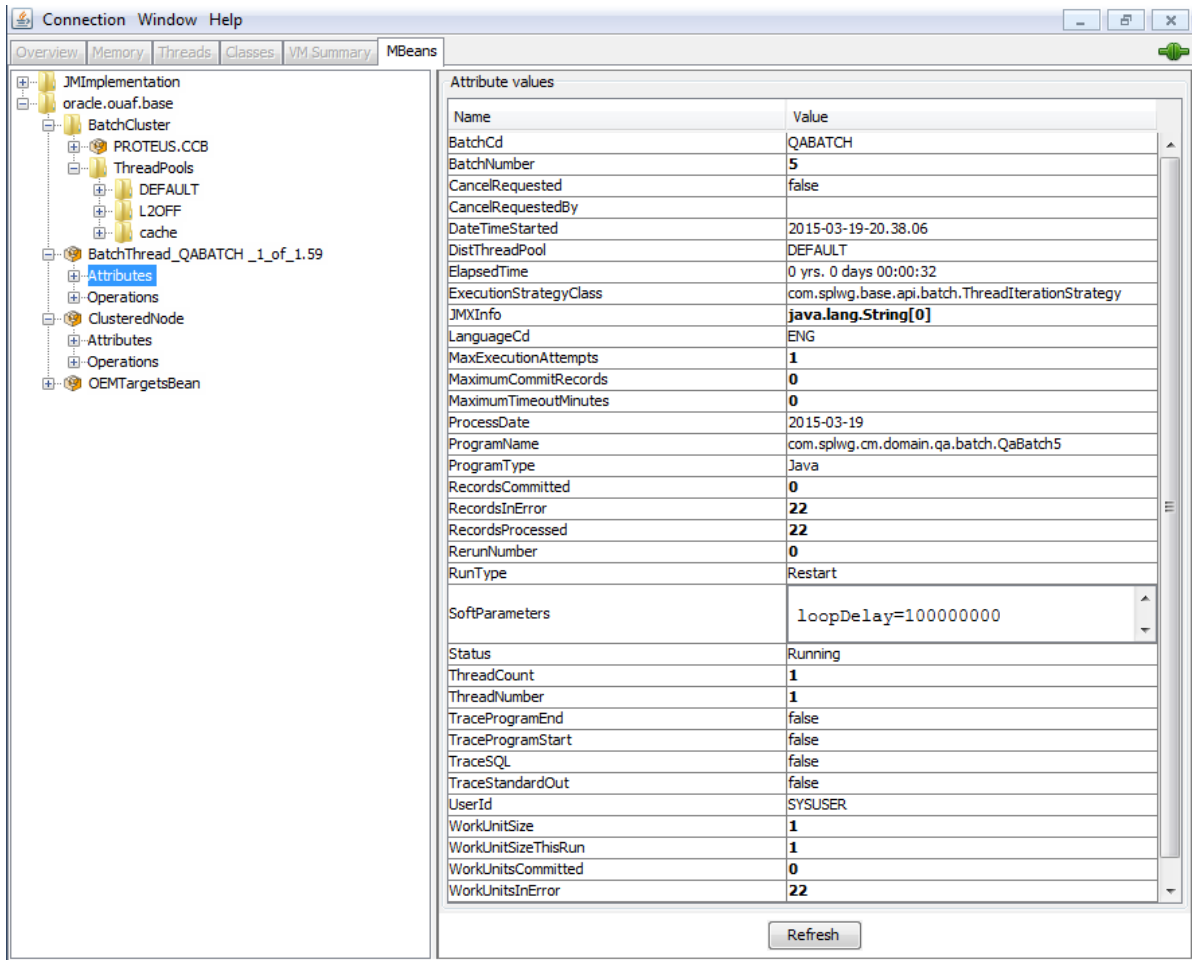 Connection Window Help
Overview Memory Threads Classes VM Summary MBeans
JMImplementation
oracle.ouaf.base
BatchCluster
PROTEUS.CCB
ThreadPools
DEFAULT
L2OFF
cache
BatchThread_QABATCH _1_of_1.59
Attributes
Operations
ClusteredNode
Attributes
Operations
OEMTargetsBean
Attribute values
Name Value
BatchCd QABATCH
BatchNumber 5
CancelRequested false
CancelRequestedBy
DateTimeStarted 2015-03-19-20.38.06
DistThreadPool DEFAULT
ElapsedTime 0 yrs. 0 days 00:00:32
ExecutionStrategyClass com.splwg.base.api.batch.ThreadIterationStrategy
JMXInfo java.lang.String[0]
LanguageCd ENG
MaxExecutionAttempts 1
MaximumCommitRecords 0
MaximumTimeoutMinutes 0
ProcessDate 2015-03-19
ProgramName com.splwg.cm.domain.qa.batch.QaBatch5
ProgramType Java
RecordsCommitted 0
RecordsInError 22
RecordsProcessed 22
RerunNumber 0
RunType Restart
SoftParameters loopDelay=100000000
Status Running
ThreadCount 1
ThreadNumber 1
TraceProgramEnd false
TraceProgramStart false
TraceSQL false
TraceStandardOut false
UserId SYSUSER
WorkUnitSize 1
WorkUnitSizeThisRun 1
WorkUnitsCommitted 0
WorkUnitsInError 22
Refresh